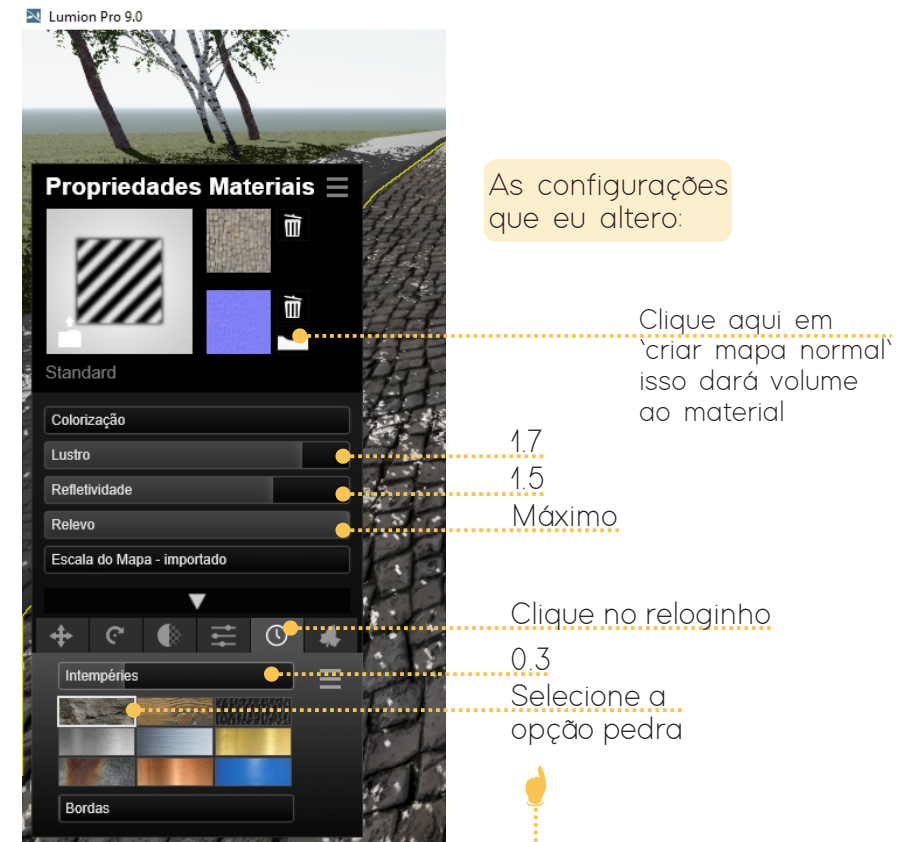 Lumion Pro 9.0
Propriedades Materiais
Standard
Colorização
Lustro
Refletividade
Relevo
Escala do Mapa - importado
Intempéries
Bordas
As configurações
que eu altero:
Clique aqui em
`criar mapa normal`
isso dará volume
ao material
1.7
1.5
Máximo
Clique no reloginho
0.3
Selecione a
opção pedra